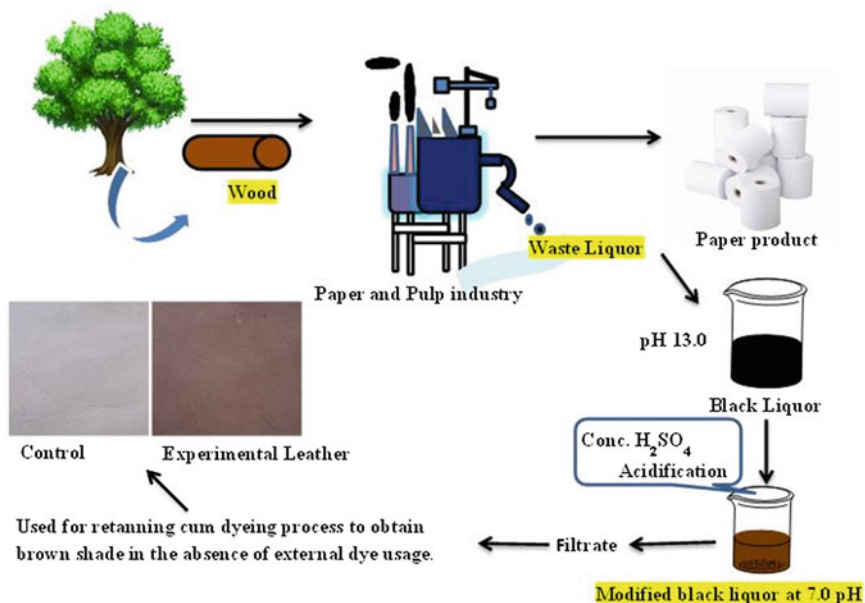 Wood
Waste Liquor
Paper product
Paper and Pulp industry
pH 13.0
Black Liquor
Conc. H₂SO₄
Acidification
Control
Experimental Leather
Used for retanning cum dyeing process to obtain
brown shade in the absence of external dye usage.
Filtrate
Modified black liquor at 7.0 pH